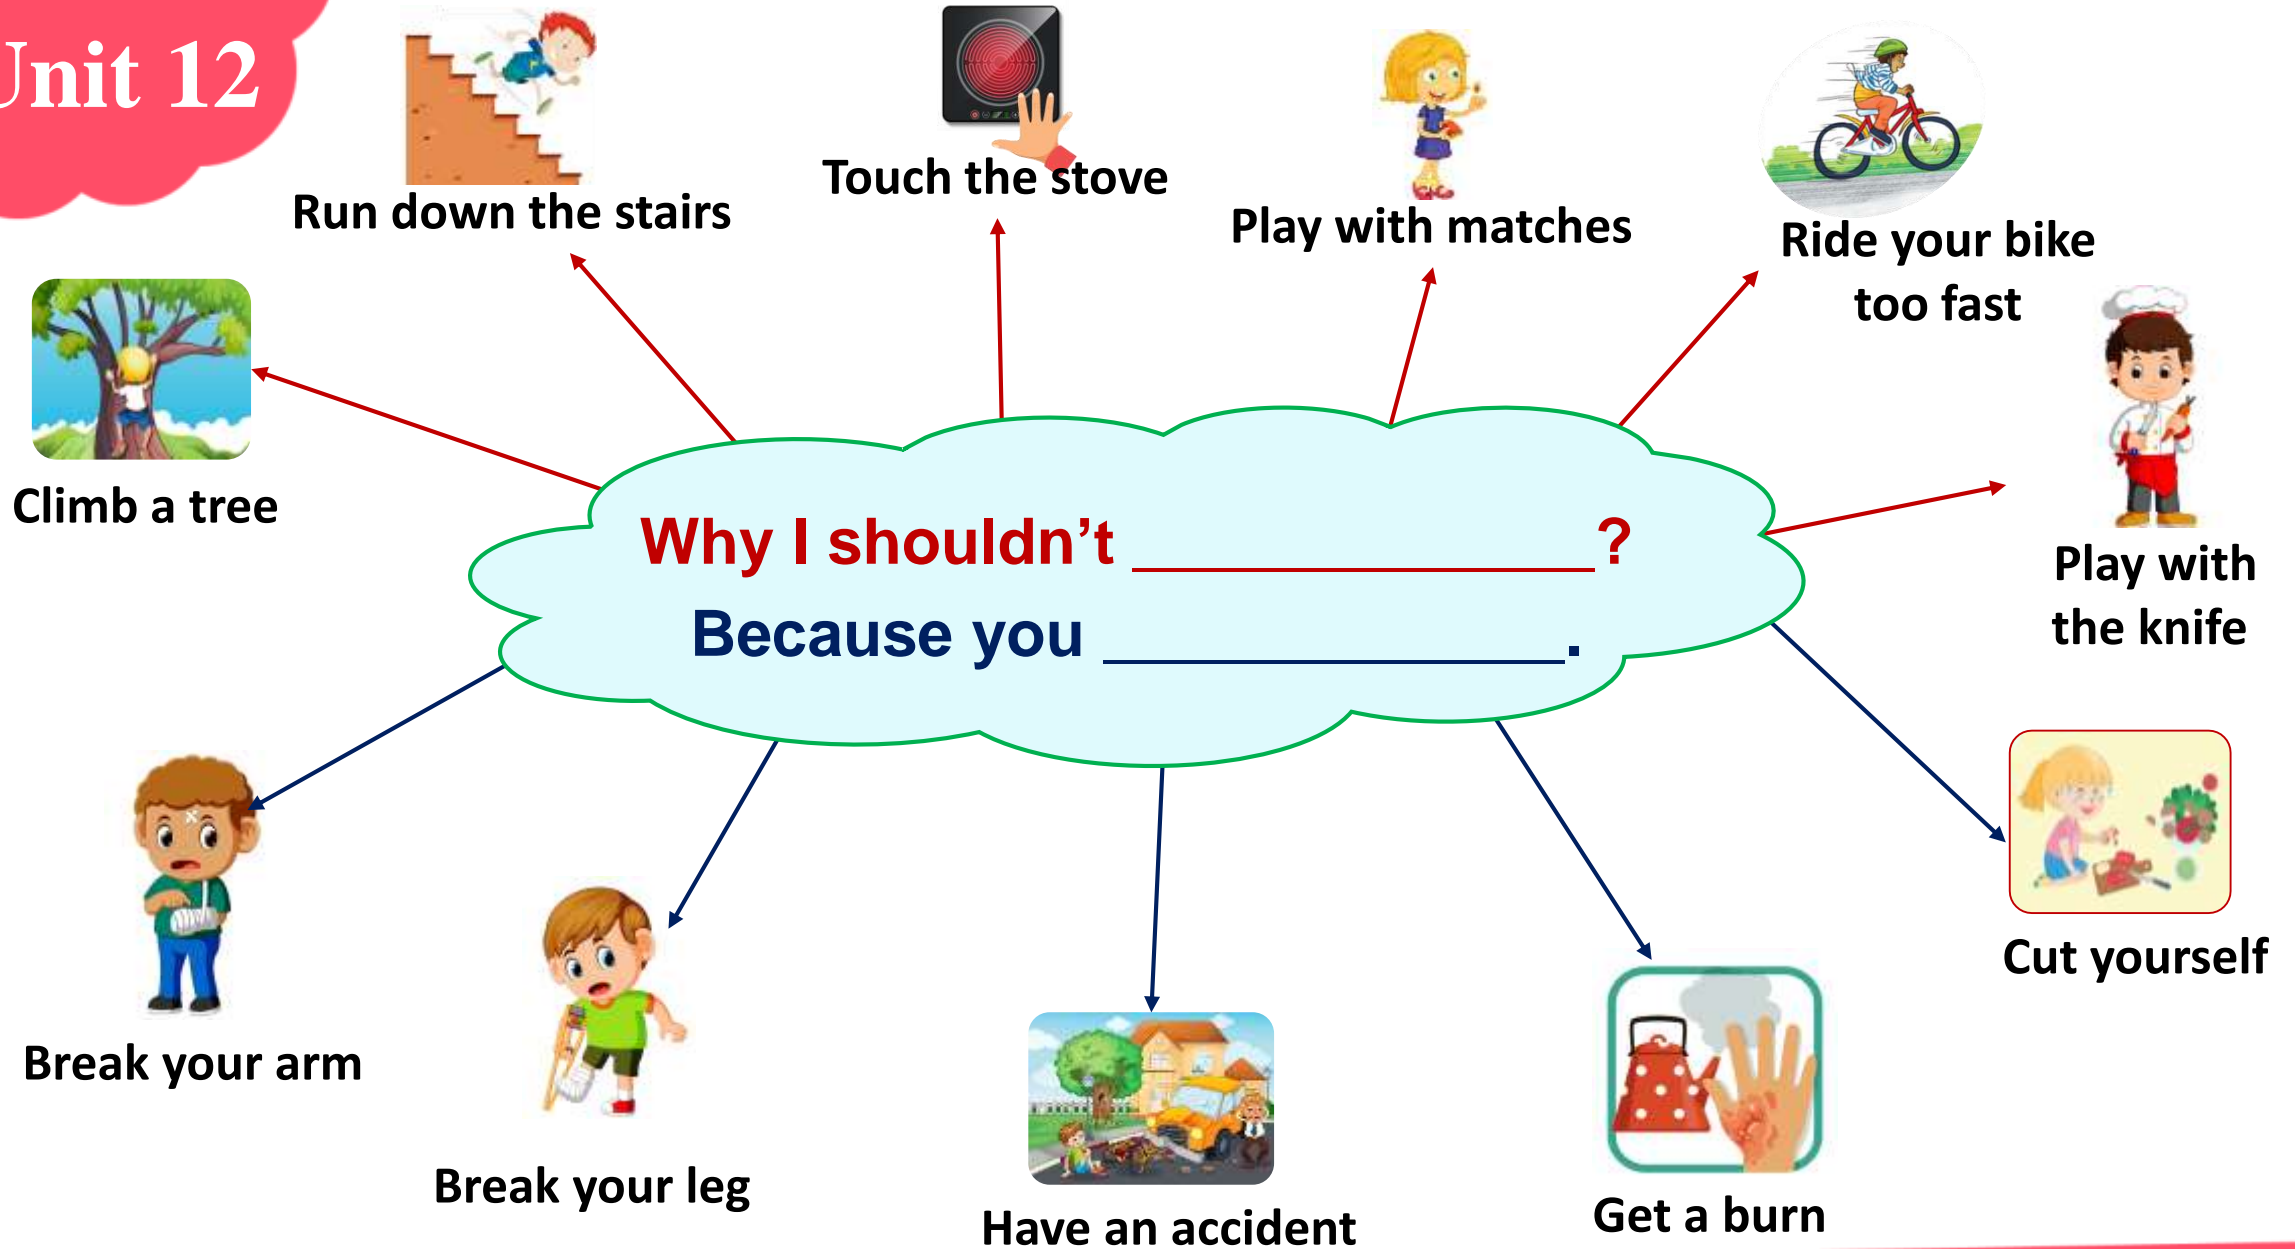 Unit 12
Run down the stairs
Touch the stove
Play with matches
Ride your bike
too fast
Climb a tree
Play with
the knife
Why I shouldn’t ______________?
Because you ______________.
Break your arm
Break your leg
Have an accident
Get a burn
Cut yourself